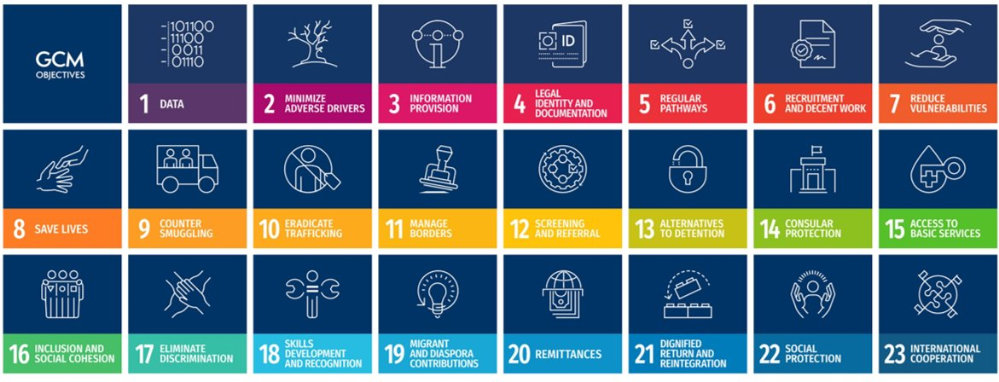 GCM
OBJECTIVES
101100
11100
0011
01110
1 DATA
2 MINIMIZE
ADVERSE DRIVERS
3 INFORMATION
PROVISION
ID
4 LEGAL
IDENTITY AND
DOCUMENTATION
5 REGULAR
PATHWAYS
6 RECRUITMENT
AND DECENT WORK
7 REDUCE
VULNERABILITIES
8 SAVE LIVES
9 COUNTER
SMUGGLING
10 ERADICATE
TRAFFICKING
11 MANAGE
BORDERS
12 SCREENING
AND REFERRAL
13 ALTERNATIVES
TO DETENTION
14 CONSULAR
PROTECTION
15 ACCESS TO
BASIC SERVICES
16 INCLUSION AND
SOCIAL COHESION
17 ELIMINATE
DISCRIMINATION
18 SKILLS
DEVELOPMENT
AND RECOGNITION
19 MIGRANT
AND DIASPORA
CONTRIBUTIONS
20 REMITTANCES
21 DIGNIFIED
RETURN AND
REINTEGRATION
22 SOCIAL
PROTECTION
23 INTERNATIONAL
COOPERATION